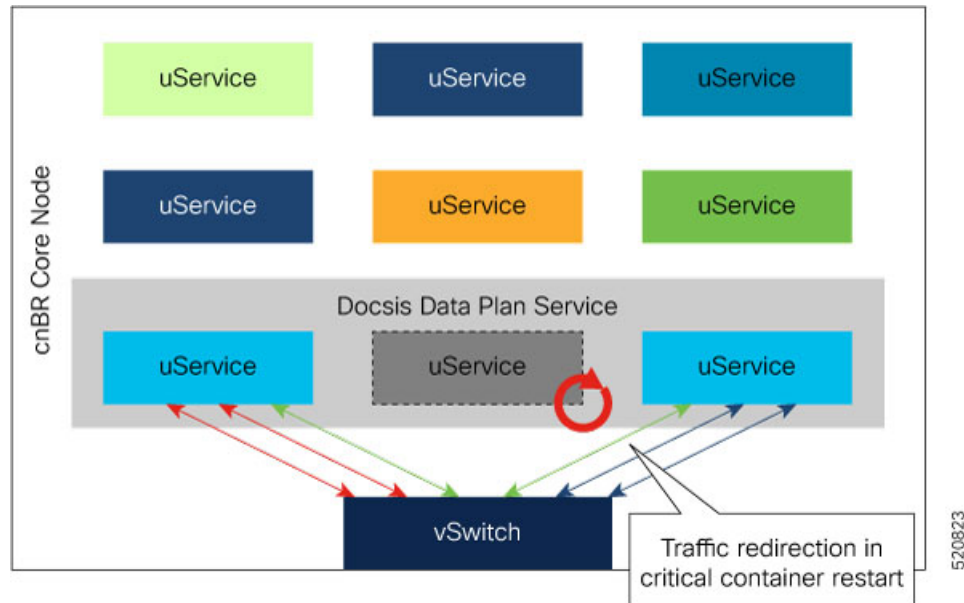 uService
uService
uService
cnBR Core Node
uService
uService
uService
Docsis Data Plan Service
uService
uService
uService
vSwitch
Traffic redirection in
critical container restart
520823